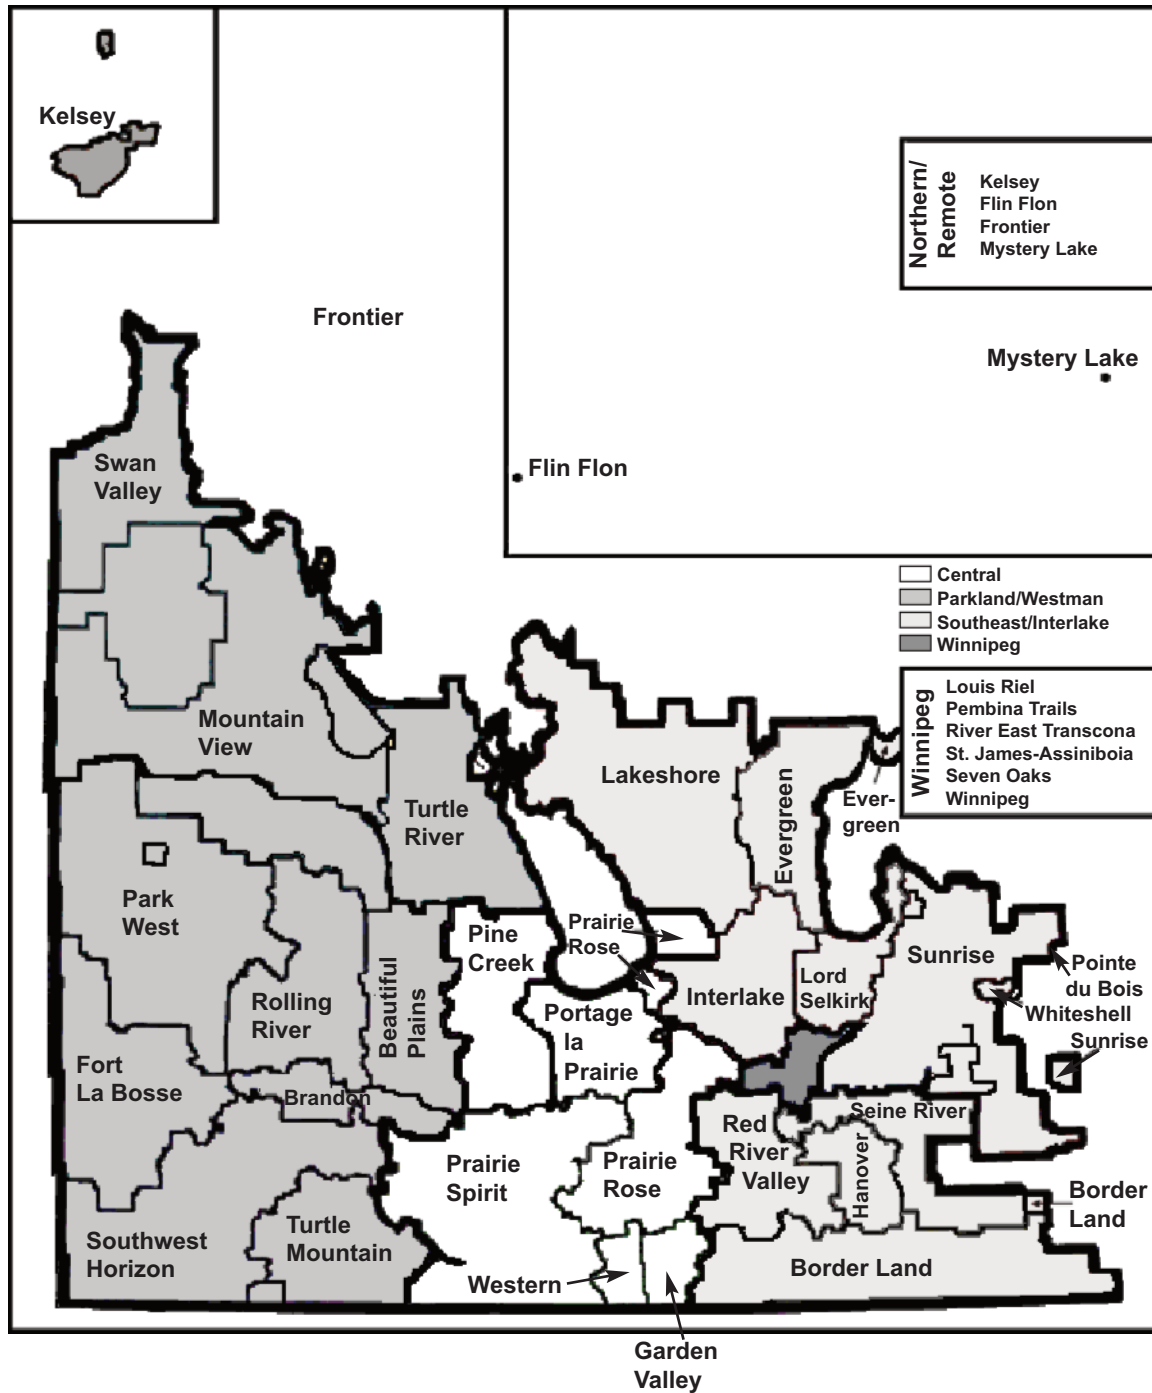 Kelsey
Northern/
Remote
Kelsey
Flin Flon
Frontier
Mystery Lake
Frontier
Mystery Lake
Flin Flon
Swan
Valley
Central
Parkland/Westman
Southeast/Interlake
Winnipeg
Winnipeg
Louis Riel
Pembina Trails
River East Transcona
St. James-Assiniboia
Seven Oaks
Winnipeg
Mountain
View
Lakeshore
Evergreen
Ever-
green
Turtle
River
Park
West
Prairie
Rose
Pine
Creek
Sunrise
Pointe
du Bois
Whiteshell
Sunrise
Lord
Selkirk
Interlake
Rolling
River
Beautiful
Plains
Portage
la
Prairie
Fort
La Bosse
Brandon
Seine River
Red
River
Valley
Hanover
Prairie
Spirit
Prairie
Rose
Border
Land
Southwest
Horizon
Turtle
Mountain
Western
Border Land
Garden
Valley